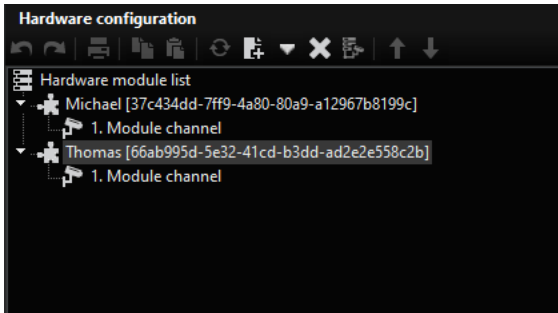 Hardware configuration
Hardware module list
Michael [37c434dd-7ff9-4a80-80a9-a12967b8199c]
1. Module channel
Thomas [66ab995d-5e32-41cd-b3dd-ad2e2e558c2b]
1. Module channel